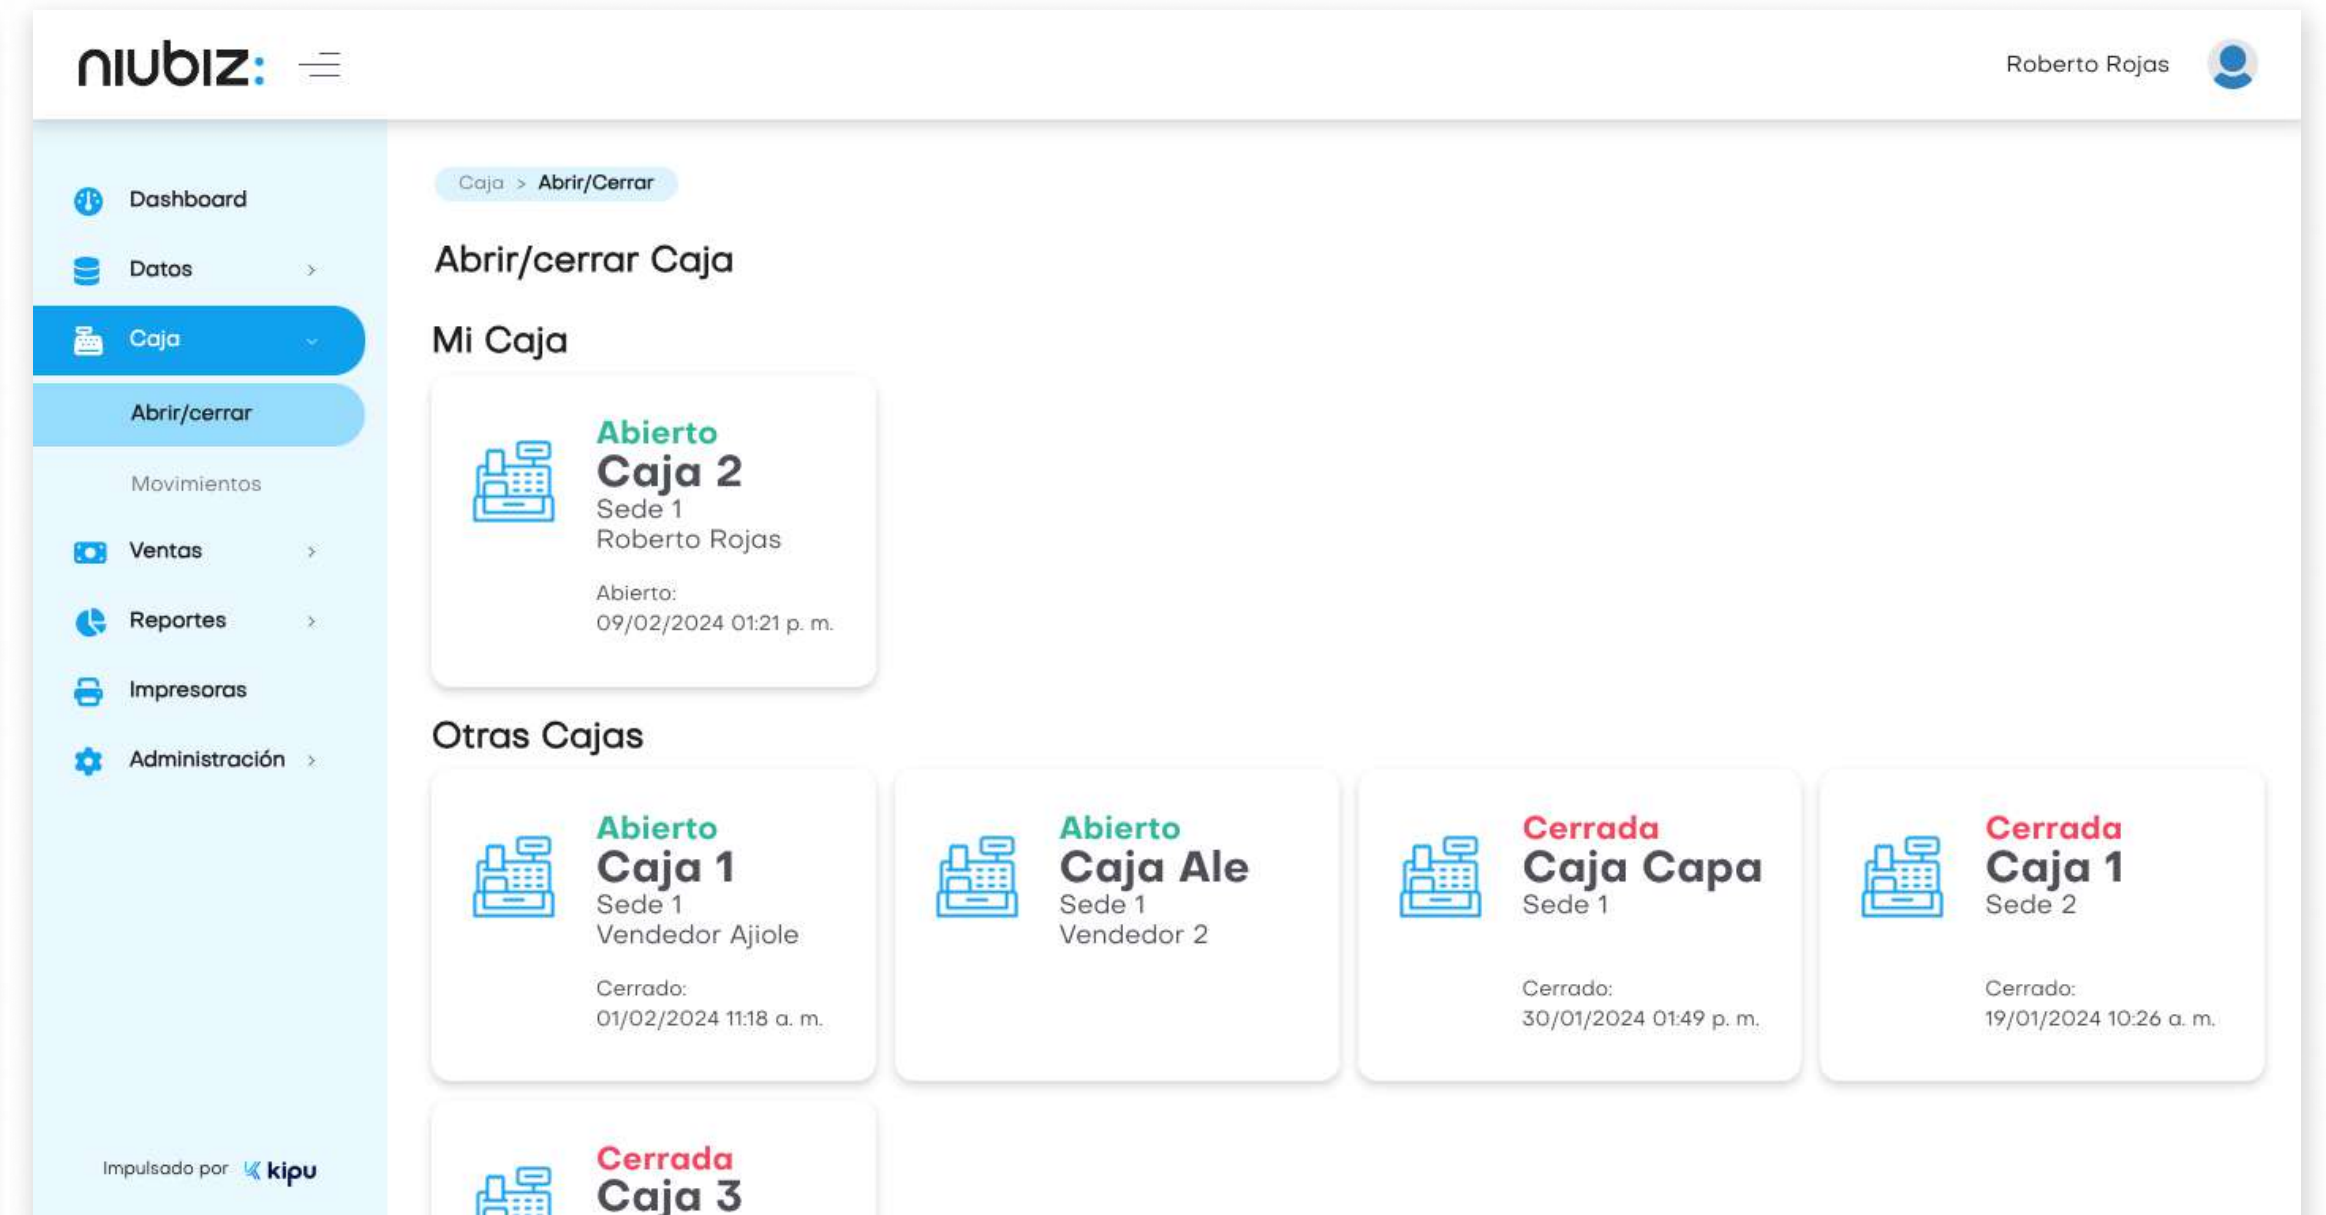 niubiz:
Roberto Rojas
Dashboard
Datos
Caja
Abrir/cerrar
Movimientos
Ventas
Reportes
Impresoras
Administración
Impulsado por kipu
Caja > Abrir/Cerrar
Abrir/cerrar Caja
Mi Caja
Abierto
Caja 2
Sede 1
Roberto Rojas
Abierto:
09/02/2024 01:21 p. m.
Otras Cajas
Abierto
Caja 1
Sede 1
Vendedor Ajiole
Cerrado:
01/02/2024 11:18 a. m.
Abierto
Caja Ale
Sede 1
Vendedor 2
Cerrada
Caja Capa
Sede 1
Cerrado:
30/01/2024 01:49 p. m.
Cerrada
Caja 1
Sede 2
Cerrado:
19/01/2024 10:26 a. m.
Cerrada
Caja 3